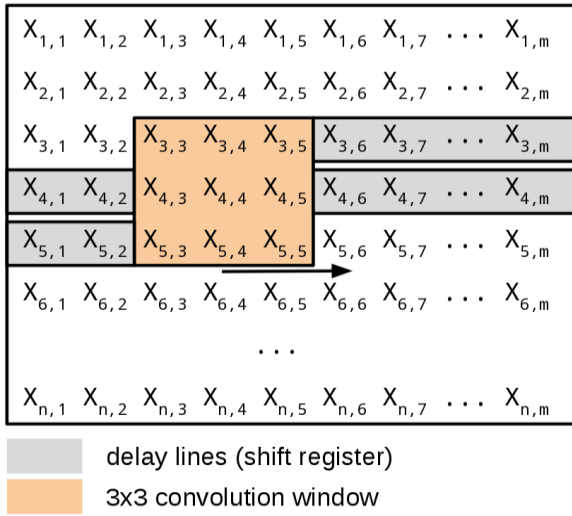 X1,1 X1,2 X1,3 X1,4 X1,5 X1,6 X1,7 ... X1,m
X2,1 X2,2 X2,3 X2,4 X2,5 X2,6 X2,7 ... X2,m
X3,1 X3,2 X3,3 X3,4 X3,5 X3,6 X3,7 ... X3,m
X4,1 X4,2 X4,3 X4,4 X4,5 X4,6 X4,7 ... X4,m
X5,1 X5,2 X5,3 X5,4 X5,5 X5,6 X5,7 ... X5,m
X6,1 X6,2 X6,3 X6,4 X6,5 X6,6 X6,7 ... X6,m
...
Xn,1 Xn,2 Xn,3 Xn,4 Xn,5 Xn,6 Xn,7 ... Xn,m
delay lines (shift register)
3x3 convolution window